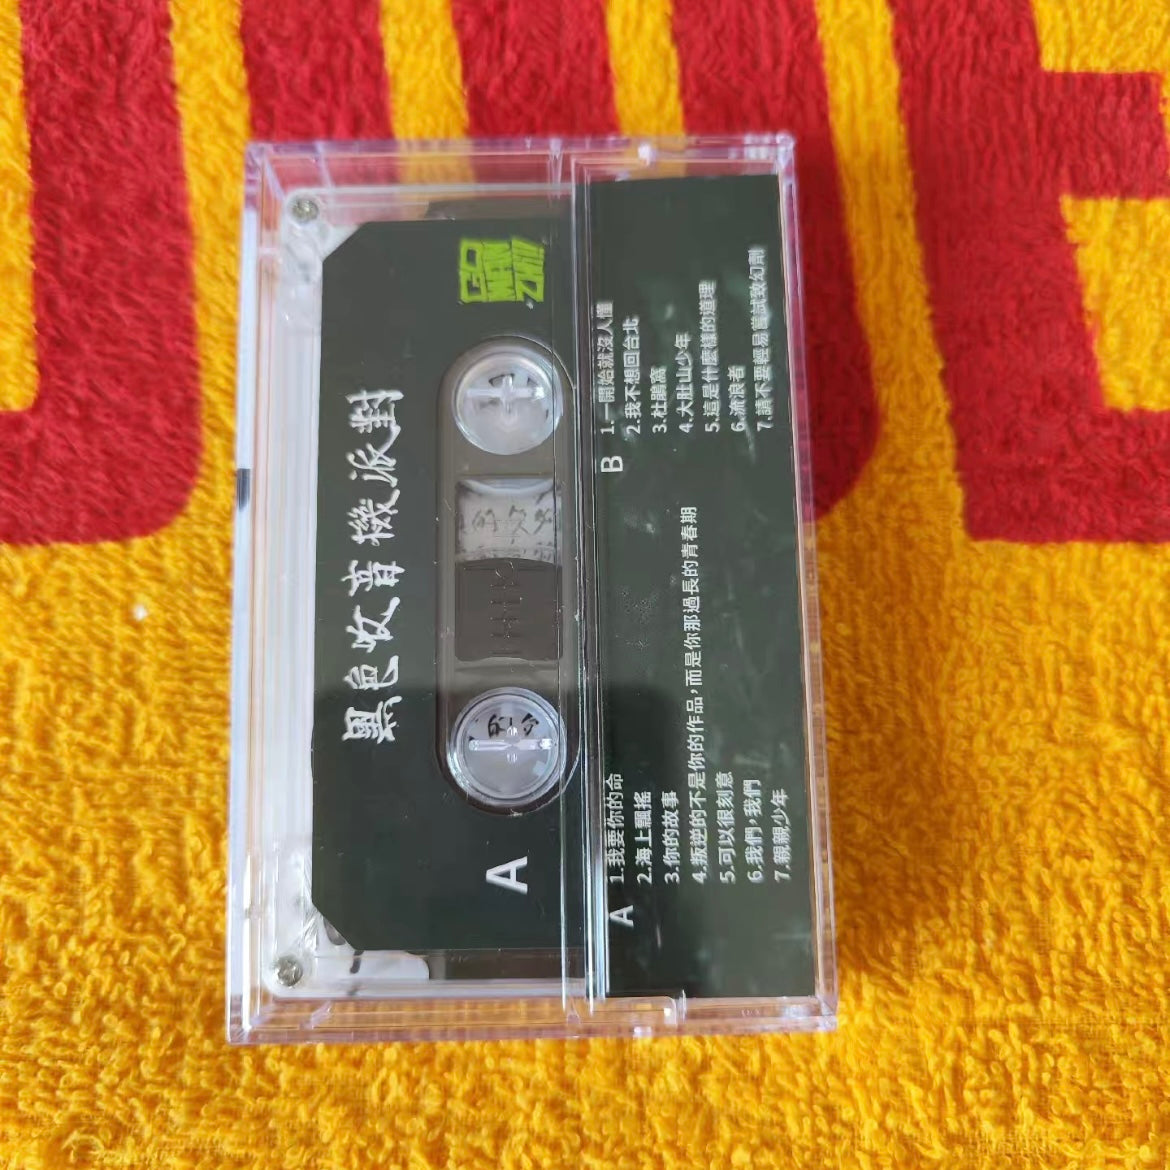 黑色收音機派對
GO
WEN
ZWI!!
A
A
1.我要你的命
2.海上飄搖
3.你的故事
4.叛逆的不是你的作品，而是你那過長的青春期
5.可以很刻意
6.我們，我們
7.親親少年
B
1.一開始就沒人懂
2.我不想回台北
3.杜鵑窩
4.大肚山少年
5.這是什麼樣的道理
6.流浪者
7.請不要輕易嘗試致幻劑